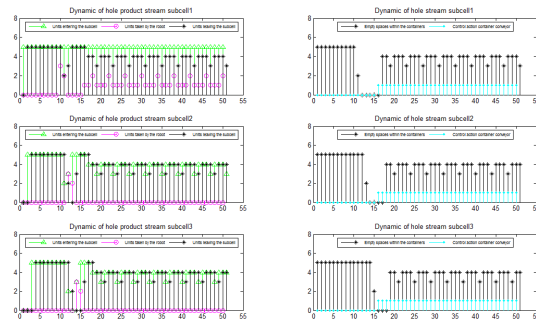 Dynamic of hole product stream subcell1
Units entering the subcell Units taken by the robot Units leaving the subcell
8
6
4
2
0
0 5 10 15 20 25 30 35 40 45 50 55
Dynamic of hole product stream subcell1
Empty spaces within the containers Control action container conveyor
8
6
4
2
0
0 5 10 15 20 25 30 35 40 45 50 55
Dynamic of hole product stream subcell2
Units entering the subcell Units taken by the robot Units leaving the subcell
8
6
4
2
0
0 5 10 15 20 25 30 35 40 45 50 55
Dynamic of hole stream subcell2
Empty spaces within the containers Control action container conveyor
8
6
4
2
0
0 5 10 15 20 25 30 35 40 45 50 55
Dynamic of hole product stream subcell3
Units entering the subcell Units taken by the robot Units leaving the subcell
8
6
4
2
0
0 5 10 15 20 25 30 35 40 45 50 55
Dynamic of hole stream subcell3
Empty spaces within the containers Control action container conveyor
8
6
4
2
0
0 5 10 15 20 25 30 35 40 45 50 55